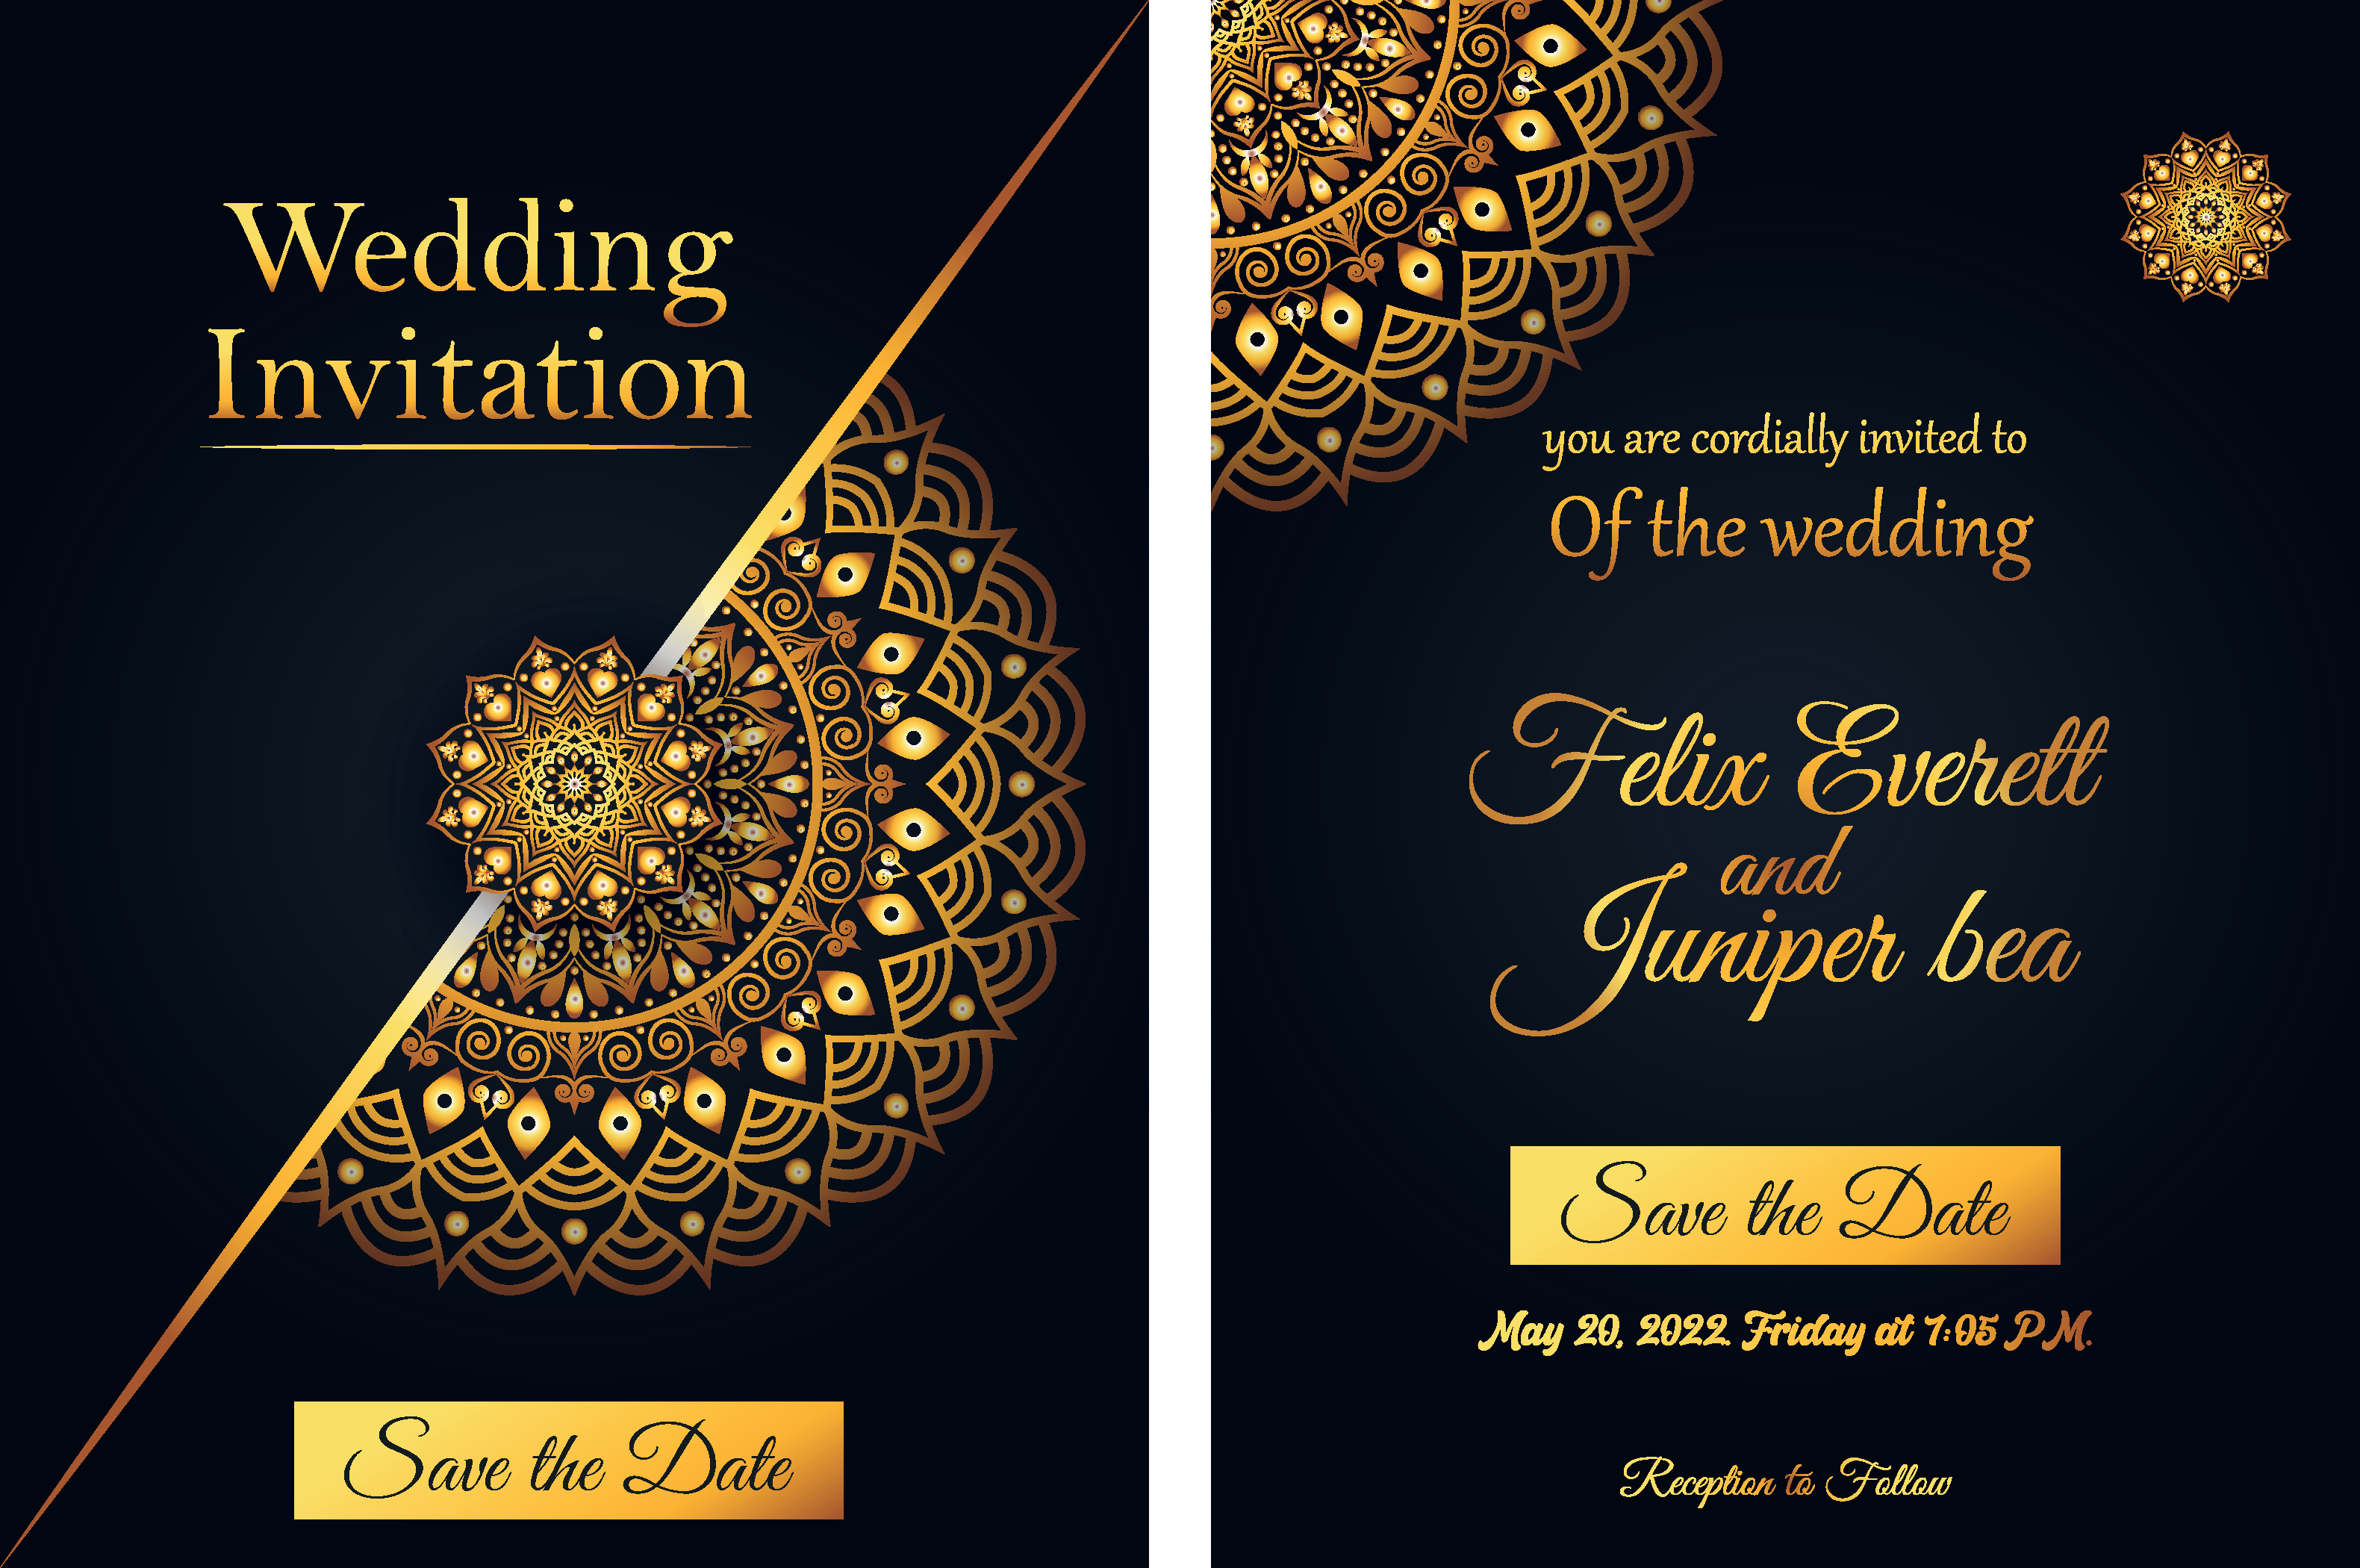 Wedding
Invitation
Save the Date
you are cordially invited to
Of the wedding
Felix Everett
and
Juniper bea
Save the Date
May 20, 2022. Friday at 7:05 P.M.
Reception to Follow